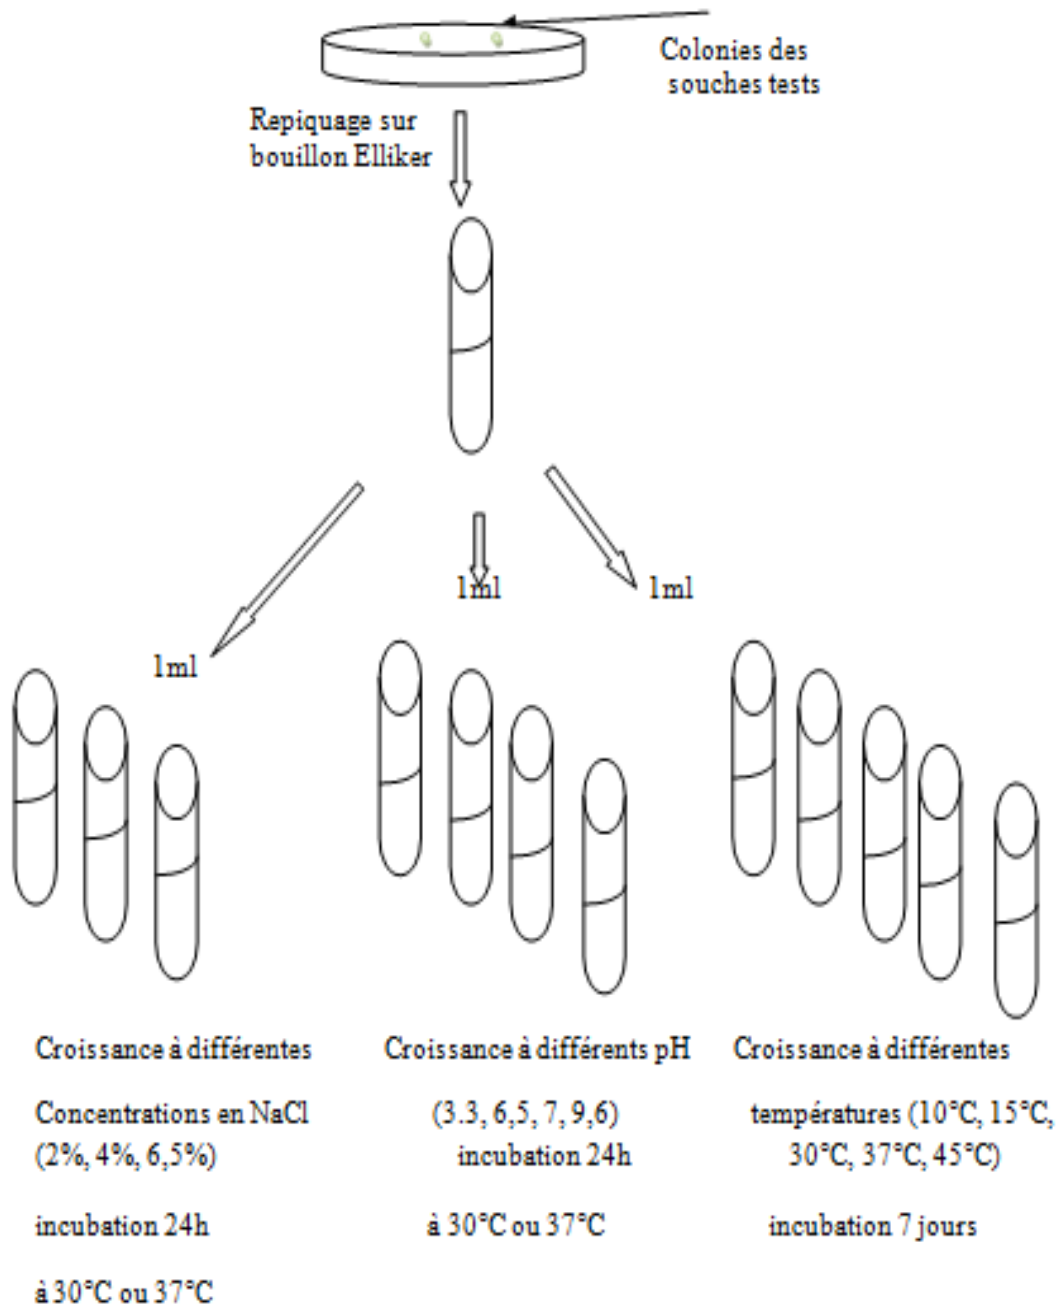 Colonies des
souches tests
Repiquage sur
bouillon Elliker
1ml
1ml
1ml
Croissance à différentes
Concentrations en NaCl
(2%, 4%, 6,5%)
incubation 24h
à 30°C ou 37°C
Croissance à différents pH
(3.3, 6,5, 7, 9,6)
incubation 24h
à 30°C ou 37°C
Croissance à différentes
températures (10°C, 15°C,
30°C, 37°C, 45°C)
incubation 7 jours